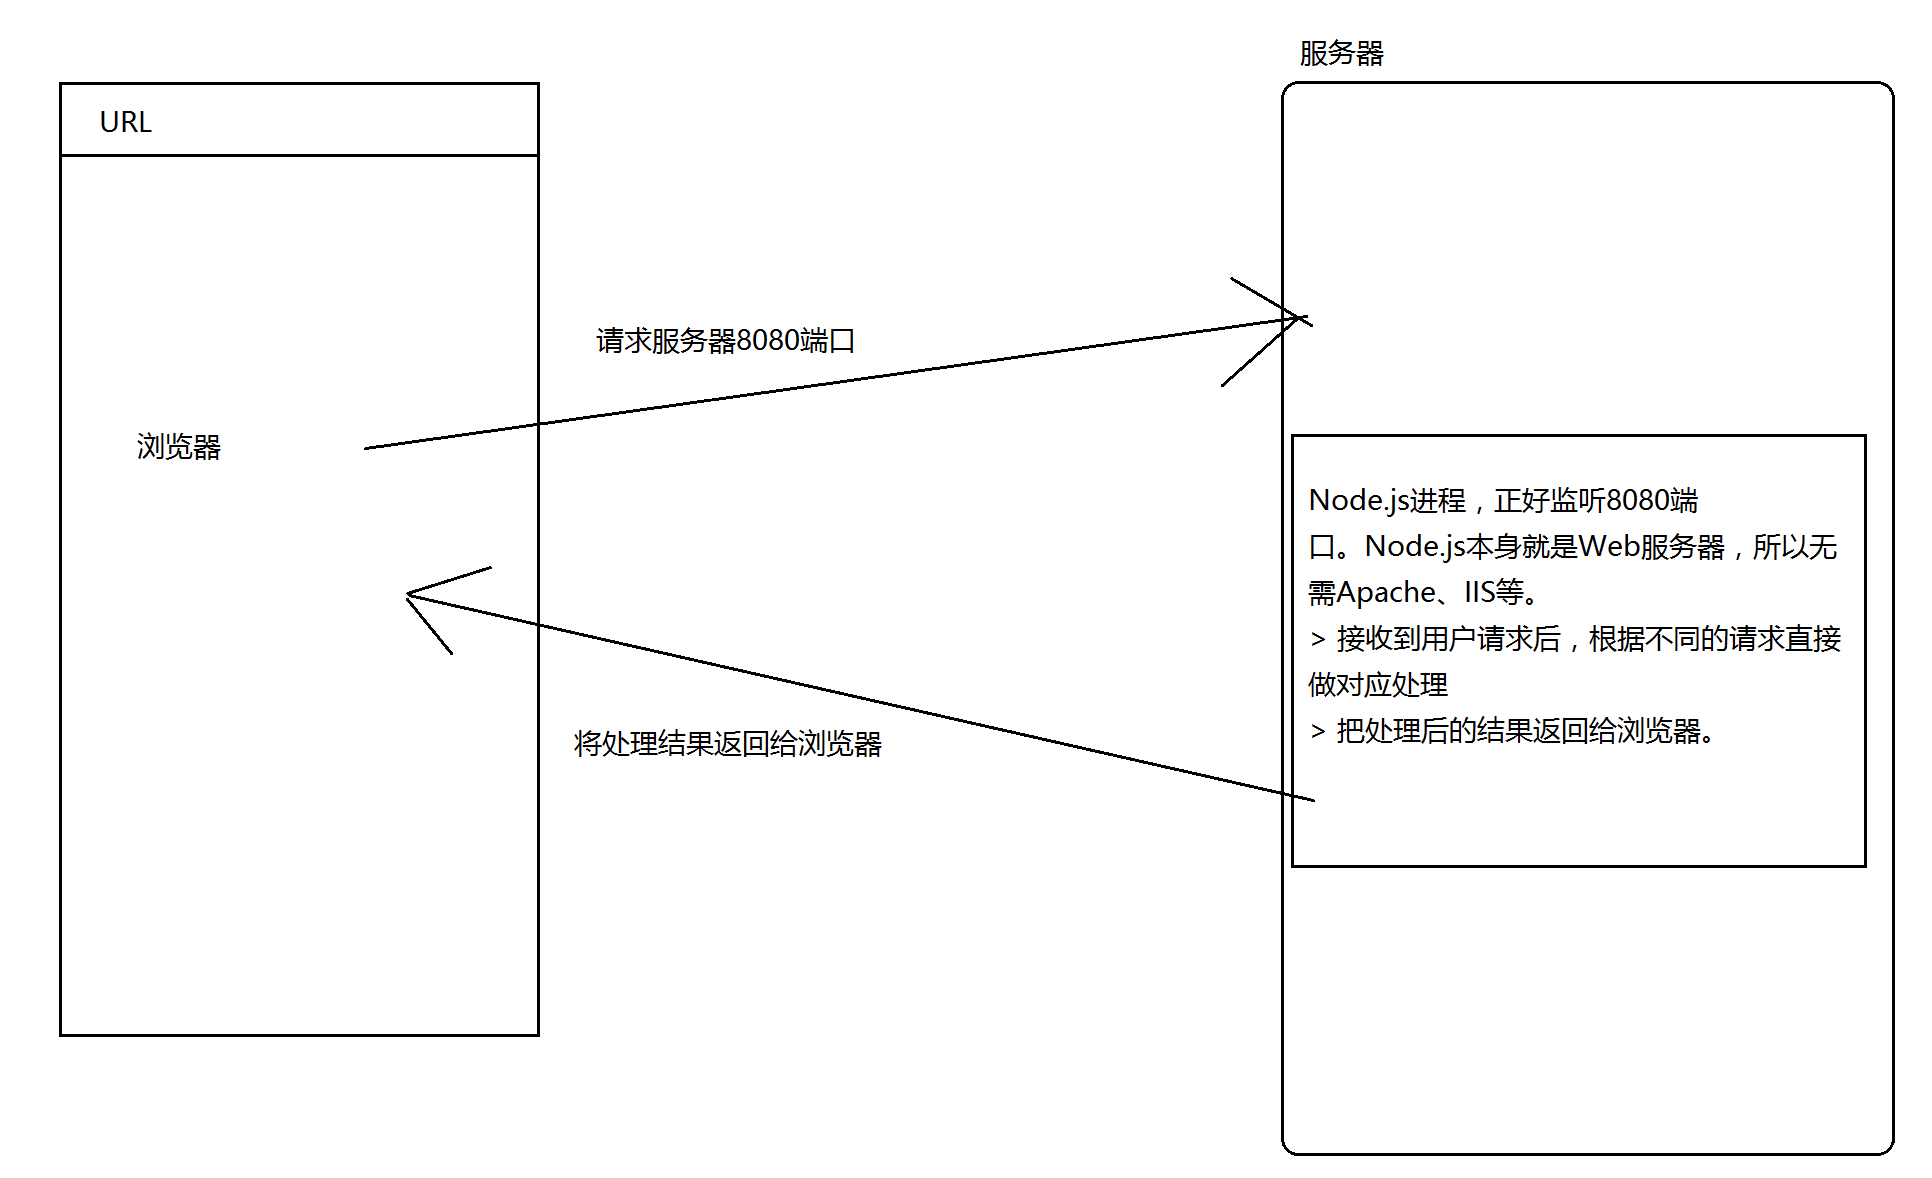 服务器
URL
请求服务器8080端口
浏览器
Node.js进程，正好监听8080端
口。Node.js本身就是Web服务器，所以无
需Apache、IIS等。
> 接收到用户请求后，根据不同的请求直接
做对应处理
> 把处理后的结果返回给浏览器。
将处理结果返回给浏览器